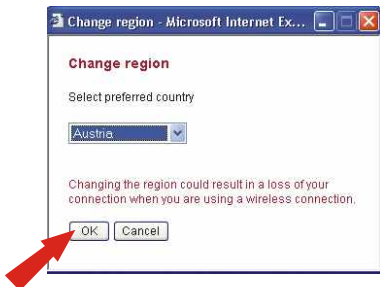 Change region - Microsoft Internet Ex...
Change region
Select preferred country
Austria
Changing the region could result in a loss of your
connection when you are using a wireless connection.
OK Cancel